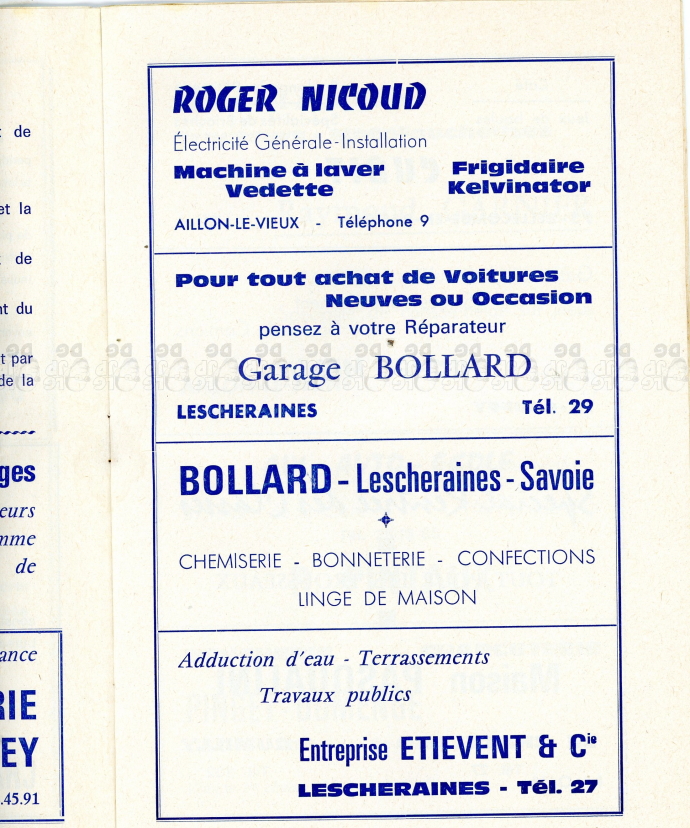 t de
et la
de
nt du
t par
de la
ges
eurs
mme
de
ance
RIE
EY
.45.91
ROGER NICOUD
Électricité Générale-Installation
Machine à laver Frigidaire
Vedette Kelvinator
AILLON-LE-VIEUX - Téléphone 9
Pour tout achat de Voitures
Neuves ou Occasion
pensez à votre Réparateur
Garage BOLLARD
LESCHERAINES Tél. 29
BOLLARD - Lescheraines - Savoie
CHEMISERIE - BONNETERIE - CONFECTIONS
LINGE DE MAISON
Adduction d'eau - Terrassements
Travaux publics
Entreprise ETIEVENT & Cie
LESCHERAINES - Tél. 27